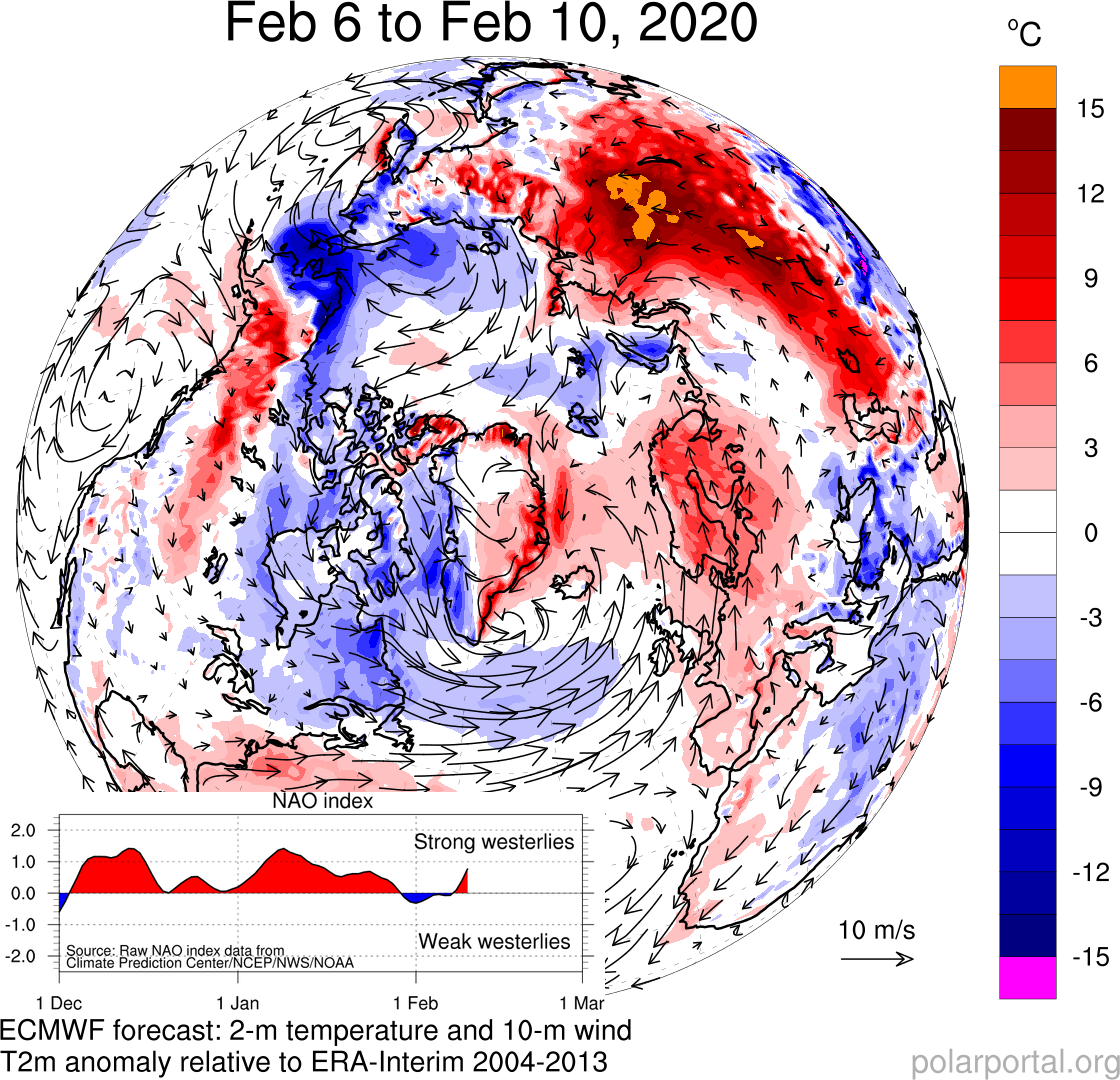 Feb 6 to Feb 10, 2020
oC
15
12
9
6
3
0
-3
-6
-9
-12
-15
NAO index
2.0
1.0
0.0
-1.0
-2.0
Strong westerlies
Weak westerlies
Source: Raw NAO index data from
Climate Prediction Center/NCEP/NWS/NOAA
1 Dec
1 Jan
1 Feb
1 Mar
10 m/s
ECMWF forecast: 2-m temperature and 10-m wind
T2m anomaly relative to ERA-Interim 2004-2013
polarportal.org